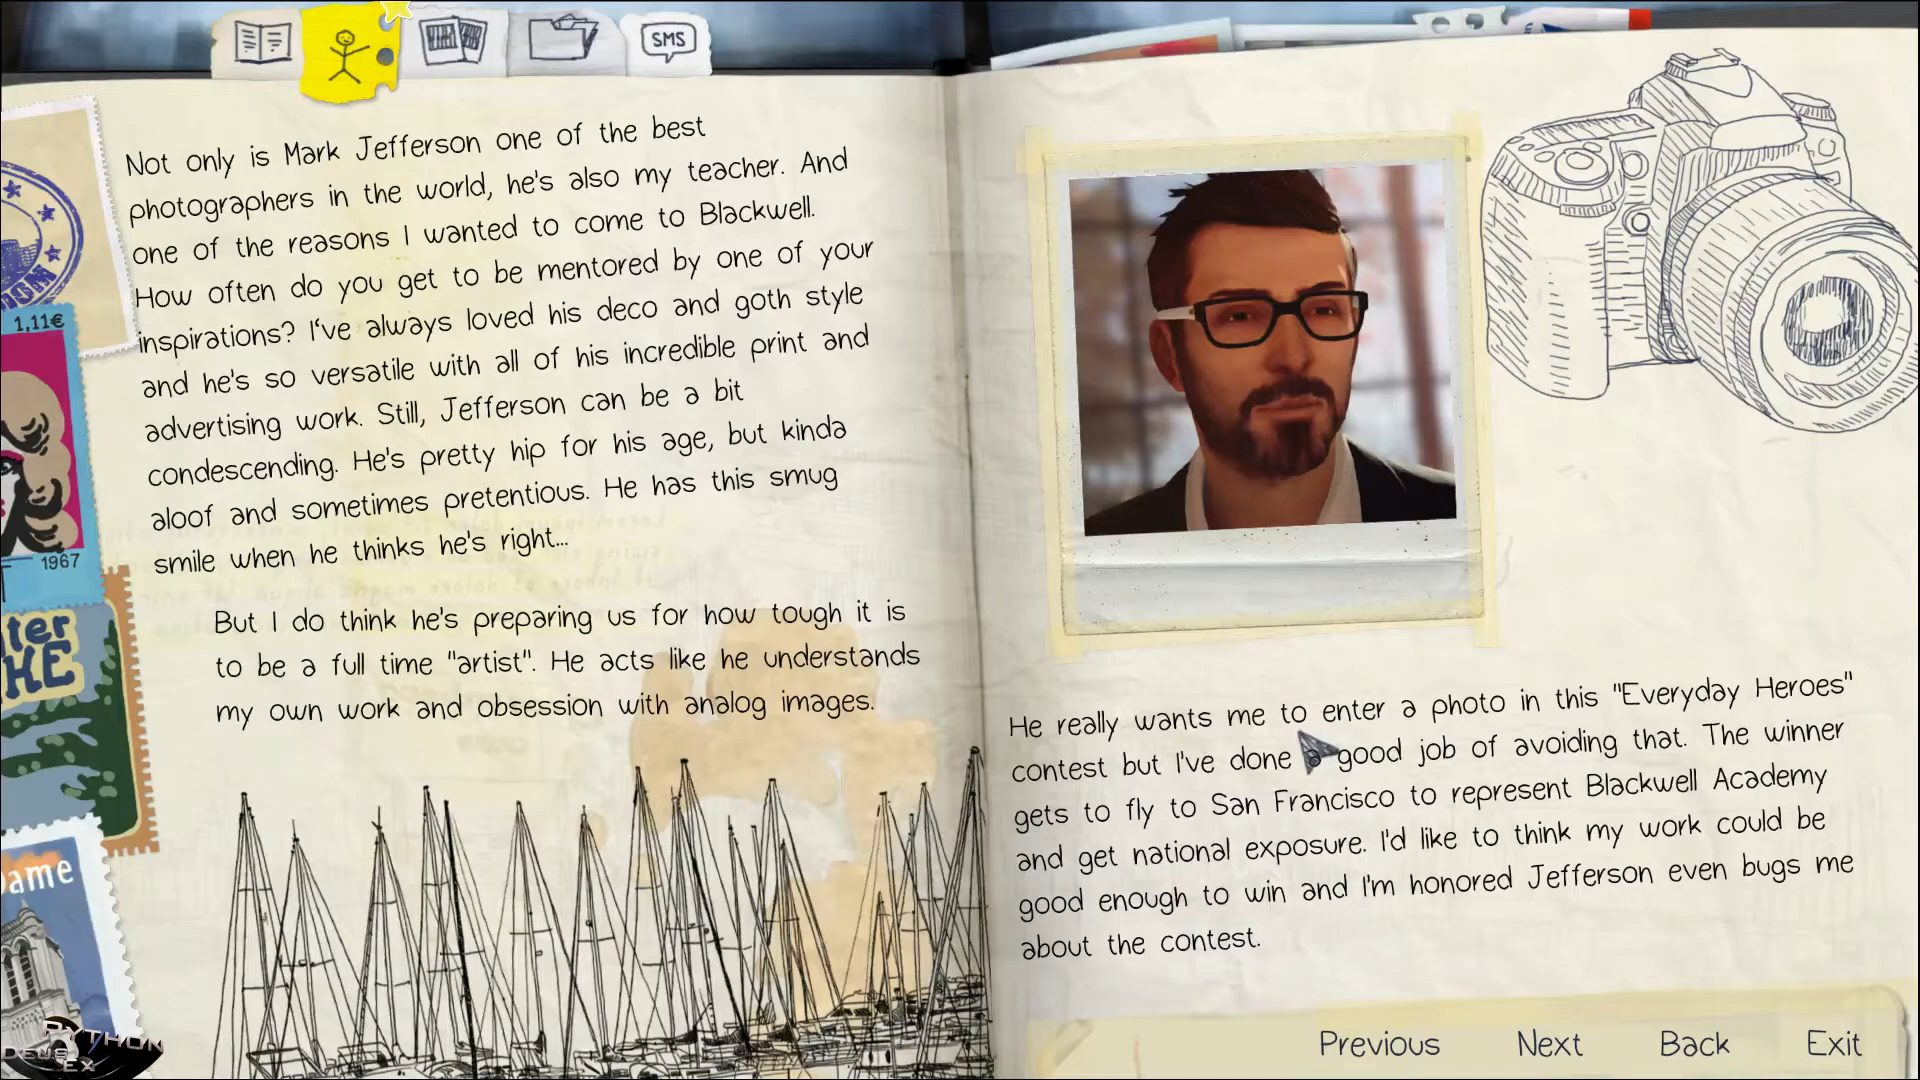 SMS
Not only is Mark Jefferson one of the best
photographers in the world, he's also my teacher. And
one of the reasons I wanted to come to Blackwell.
How often do you get to be mentored by one of your
inspirations? I've always loved his deco and goth style
and he's so versatile with all of his incredible print and
advertising work. Still, Jefferson can be a bit
condescending. He's pretty hip for his age, but kinda
aloof and sometimes pretentious. He has this smug
smile when he thinks he's right...
But I do think he's preparing us for how tough it is
to be a full time "artist". He acts like he understands
my own work and obsession with analog images.
1,11€
1967
ame
He really wants me to enter a photo in this "Everyday Heroes"
contest but I've done a good job of avoiding that. The winner
gets to fly to San Francisco to represent Blackwell Academy
and get national exposure. I'd like to think my work could be
good enough to win and I'm honored Jefferson even bugs me
about the contest.
PYTHON
DEUS
EX
Previous
Next
Back
Exit